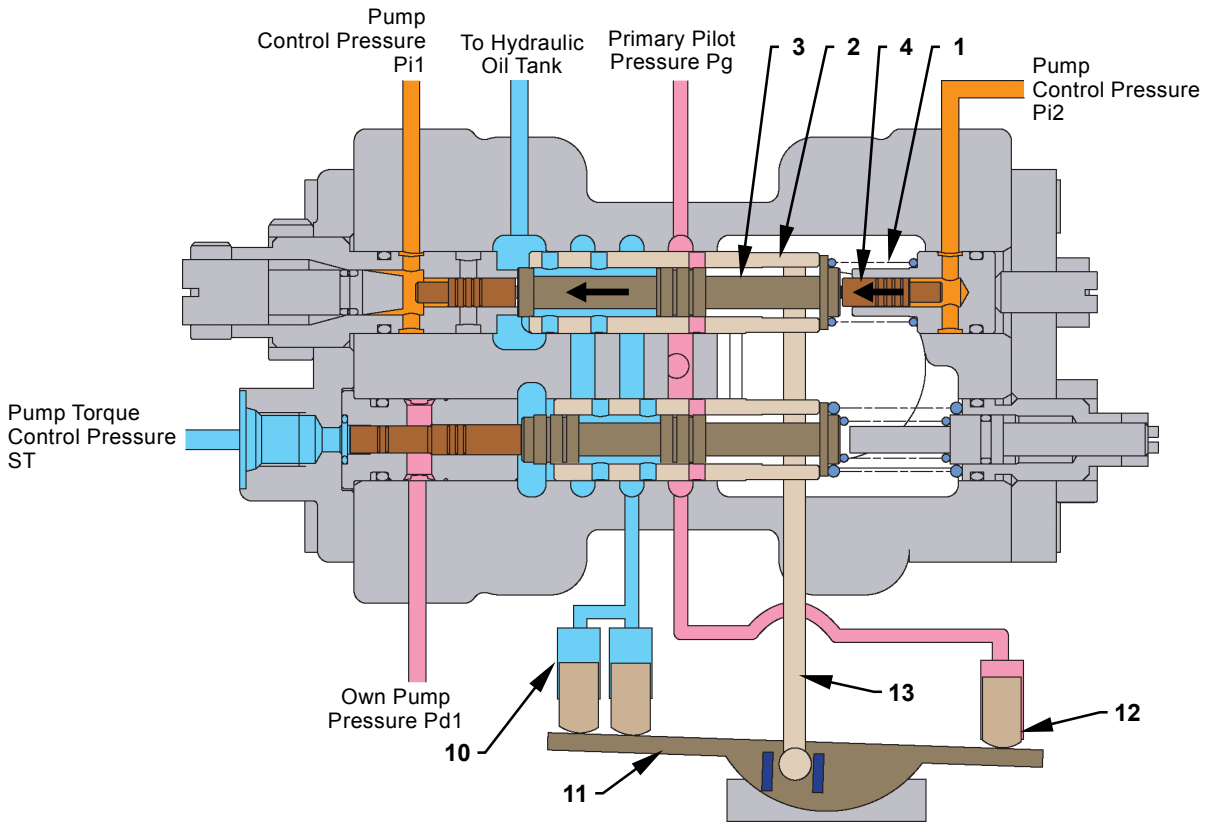 Pump
Control Pressure
Pi1
To Hydraulic
Oil Tank
Primary Pilot
Pressure Pg
3
2
4
1
Pump
Control Pressure
Pi2
Pump Torque
Control Pressure
ST
Own Pump
Pressure Pd1
10
11
13
12